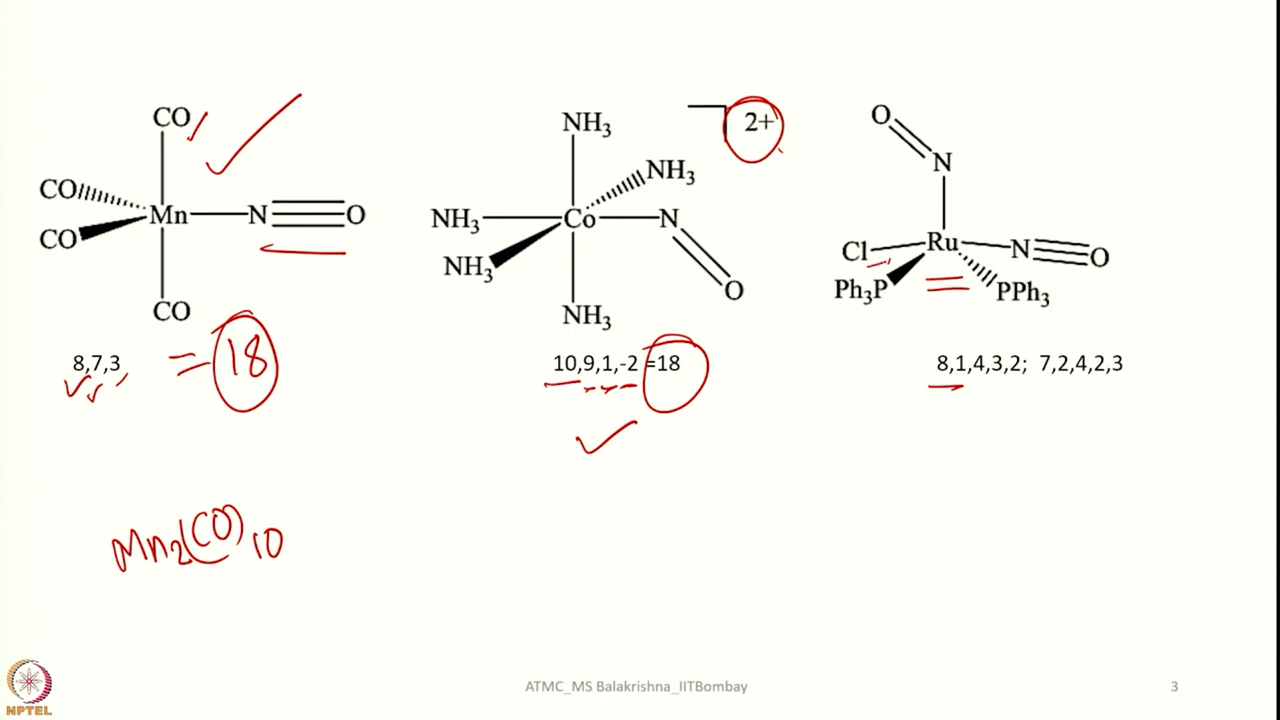 CO
CO
CO
Mn
N
O
CO
8,7,3
= 18
Mn2(CO)10
2+
NH3
NH3
NH3
Co
N
NH3
O
NH3
10,9,1,-2 =18
O
N
Cl
Ru
N
O
Ph3P
PPh3
8,1,4,3,2; 7,2,4,2,3
NPTEL
ATMC_MS Balakrishna_IITBombay
3